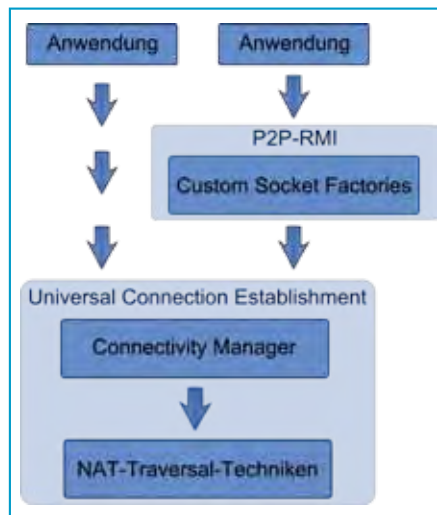 Anwendung
Anwendung
P2P-RMI
Custom Socket Factories
Universal Connection Establishment
Connectivity Manager
NAT-Traversal-Techniken